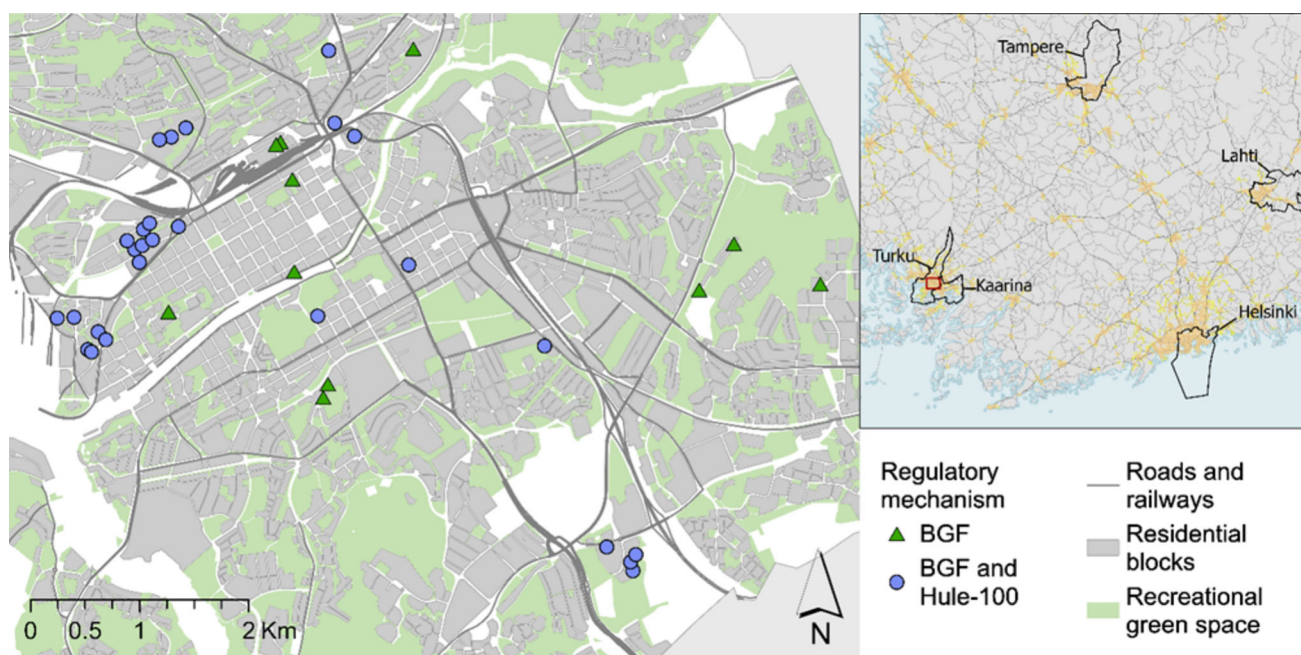 Tampere
Lahti
Turku
Kaarina
Helsinki
Regulatory
mechanism
BGF
BGF and
Hule-100
Roads and
railways
Residential
blocks
Recreational
green space
0 0.5 1 2 Km
N